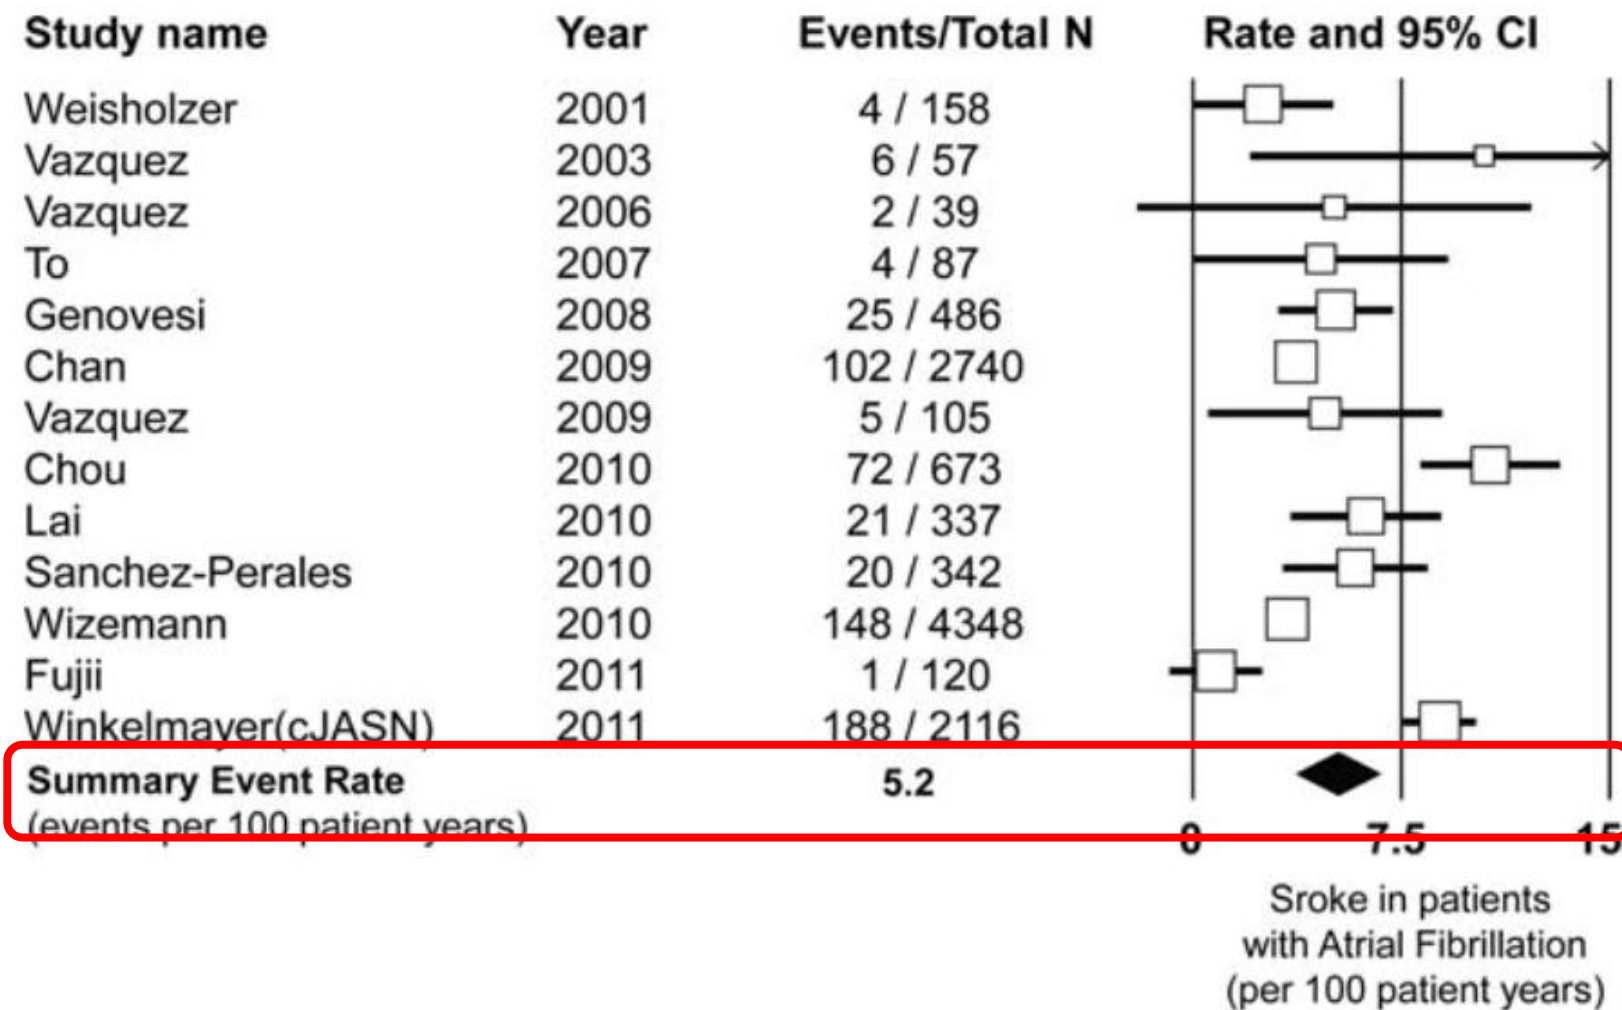 Study name Year Events/Total N Rate and 95% CI
Weisholzer 2001 4 / 158
Vazquez 2003 6 / 57
Vazquez 2006 2 / 39
To 2007 4 / 87
Genovesi 2008 25 / 486
Chan 2009 102 / 2740
Vazquez 2009 5 / 105
Chou 2010 72 / 673
Lai 2010 21 / 337
Sanchez-Perales 2010 20 / 342
Wizemann 2010 148 / 4348
Fujii 2011 1 / 120
Winkelmayer(cJASN) 2011 188 / 2116
Summary Event Rate 5.2
(events per 100 patient years)
0 7.5 15
Sroke in patients
with Atrial Fibrillation
(per 100 patient years)